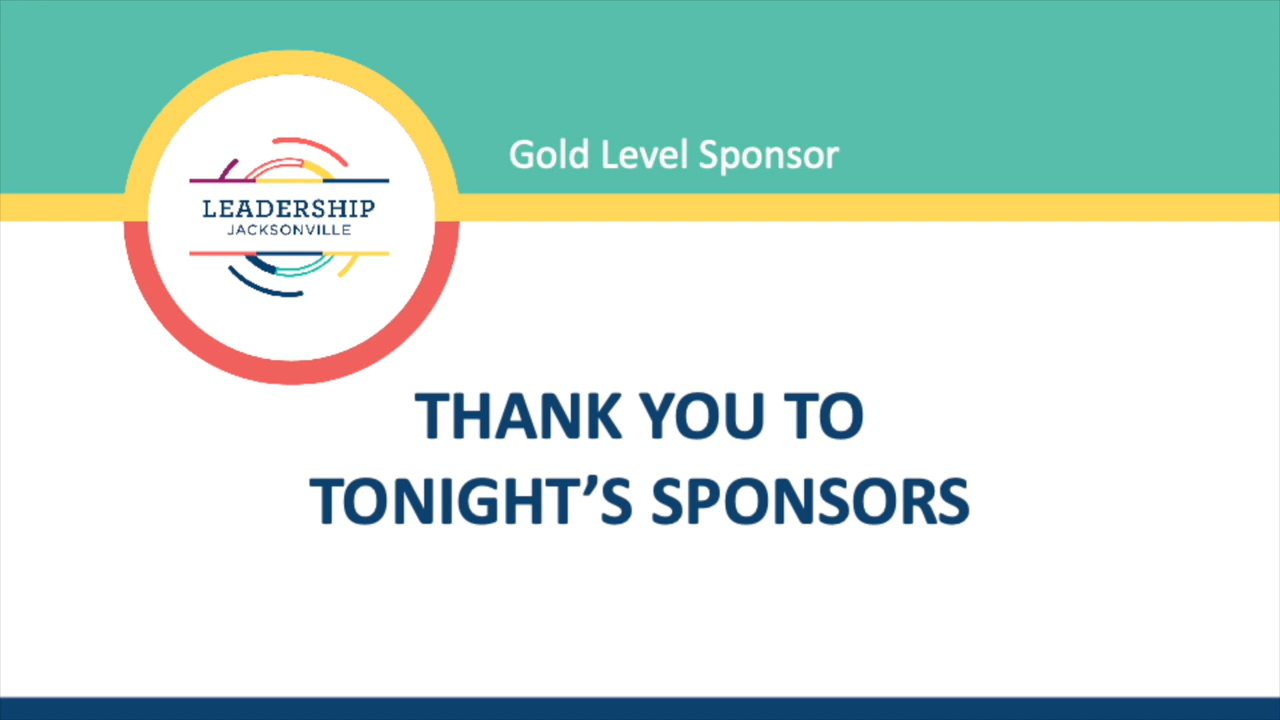 Gold Level Sponsor
LEADERSHIP
JACKSONVILLE
THANK YOU TO
TONIGHT’S SPONSORS